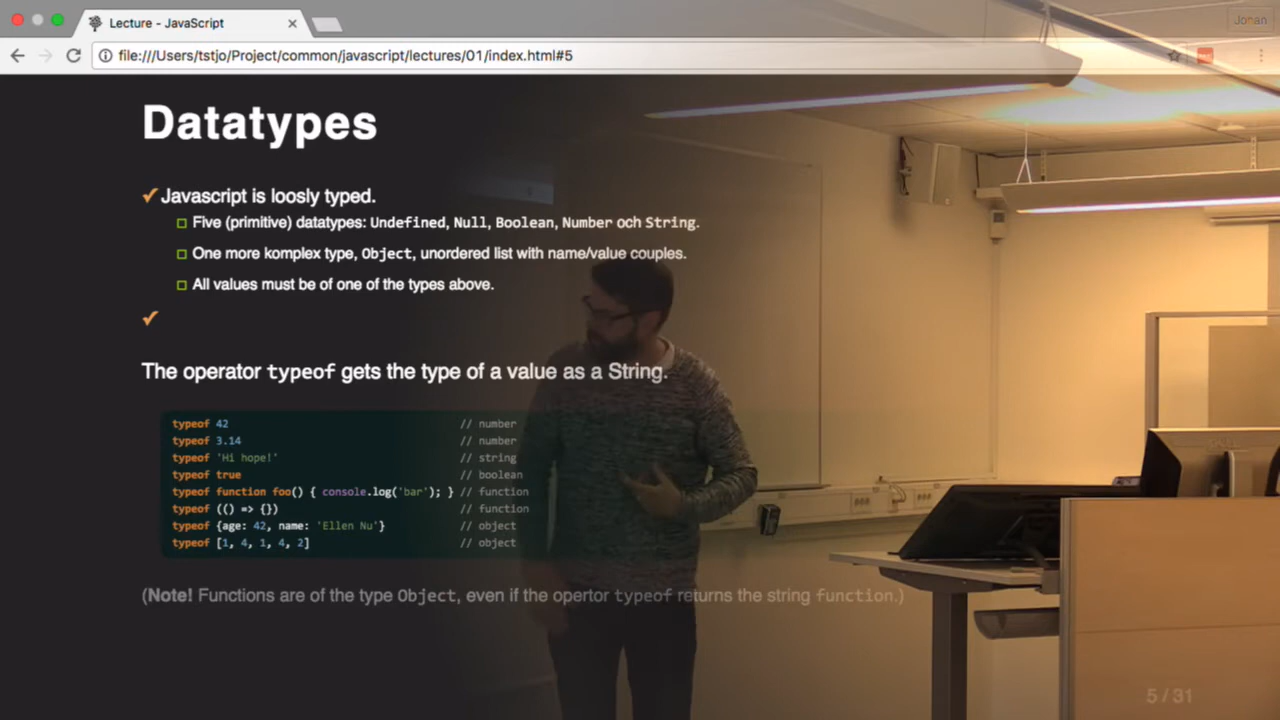 Lecture - JavaScript
Jonan
file:///Users/tstjo/Project/common/javascript/lectures/01/index.html#5
Datatypes
Javascript is loosly typed.
Five (primitive) datatypes: Undefined, Null, Boolean, Number och String.
One more komplex type, Object, unordered list with name/value couples.
All values must be of one of the types above.
The operator typeof gets the type of a value as a String.
typeof 42 // number
typeof 3.14 // number
typeof 'Hi hope!' // string
typeof true // boolean
typeof function foo() { console.log('bar'); } // function
typeof (() => {}) // function
typeof {age: 42, name: 'Ellen Nu'} // object
typeof [1, 4, 1, 4, 2] // object
(Note! Functions are of the type Object, even if the opertor typeof returns the string function.)
5 / 31